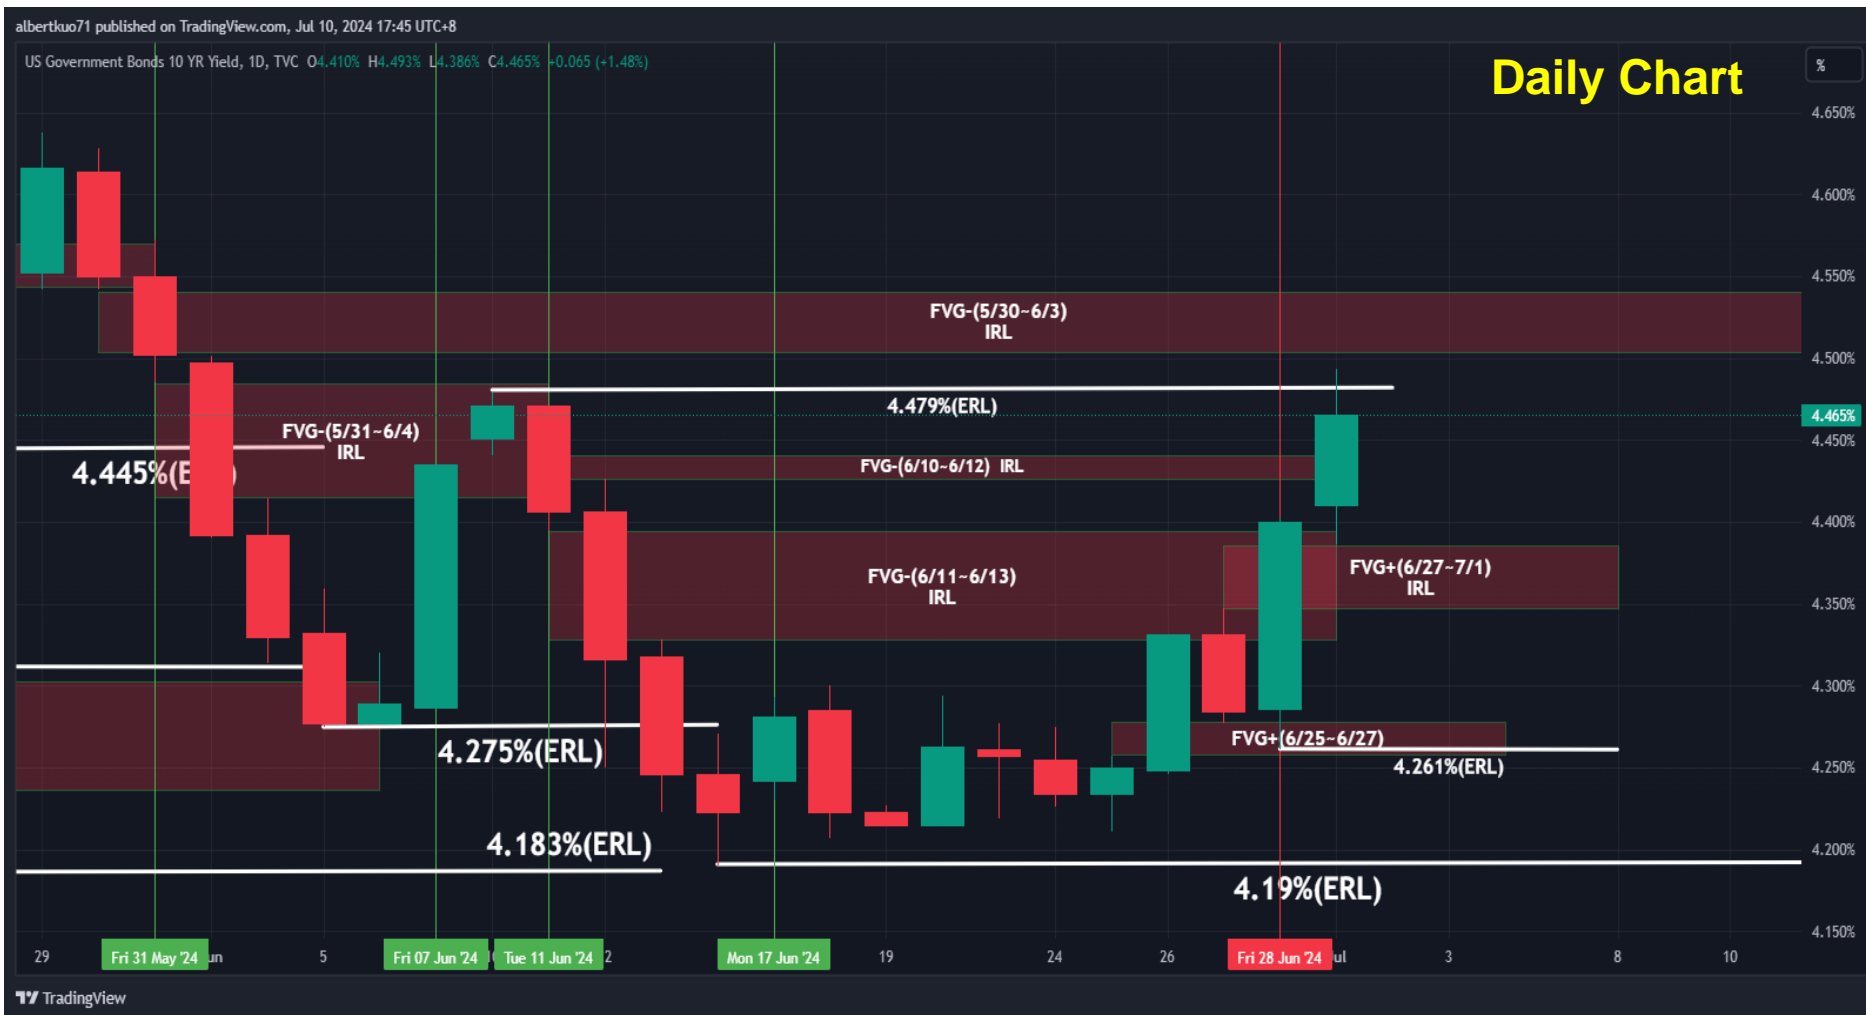 albertkuo71 published on TradingView.com, Jul 10, 2024 17:45 UTC+8
US Government Bonds 10 YR Yield, 1D, TVC O4.410% H4.493% L4.386% C4.465% +0.065 (+1.48%)
Daily Chart
%
4.650%
4.600%
4.550%
FVG-(5/30~6/3)
IRL
4.500%
4.479%(ERL)
4.465%
FVG-(5/31~6/4)
IRL
4.450%
4.445%(E )
FVG-(6/10~6/12) IRL
4.400%
FVG-(6/11~6/13)
IRL
FVG+(6/27~7/1)
IRL
4.350%
4.300%
FVG+(6/25~6/27)
4.275%(ERL)
4.261%(ERL)
4.250%
4.183%(ERL)
4.200%
4.19%(ERL)
4.150%
29 Fri 31 May '24 un 5 Fri 07 Jun '24 Tue 11 Jun '24 2 Mon 17 Jun '24 19 24 26 Fri 28 Jun '24 ul 3 8 10
TradingView